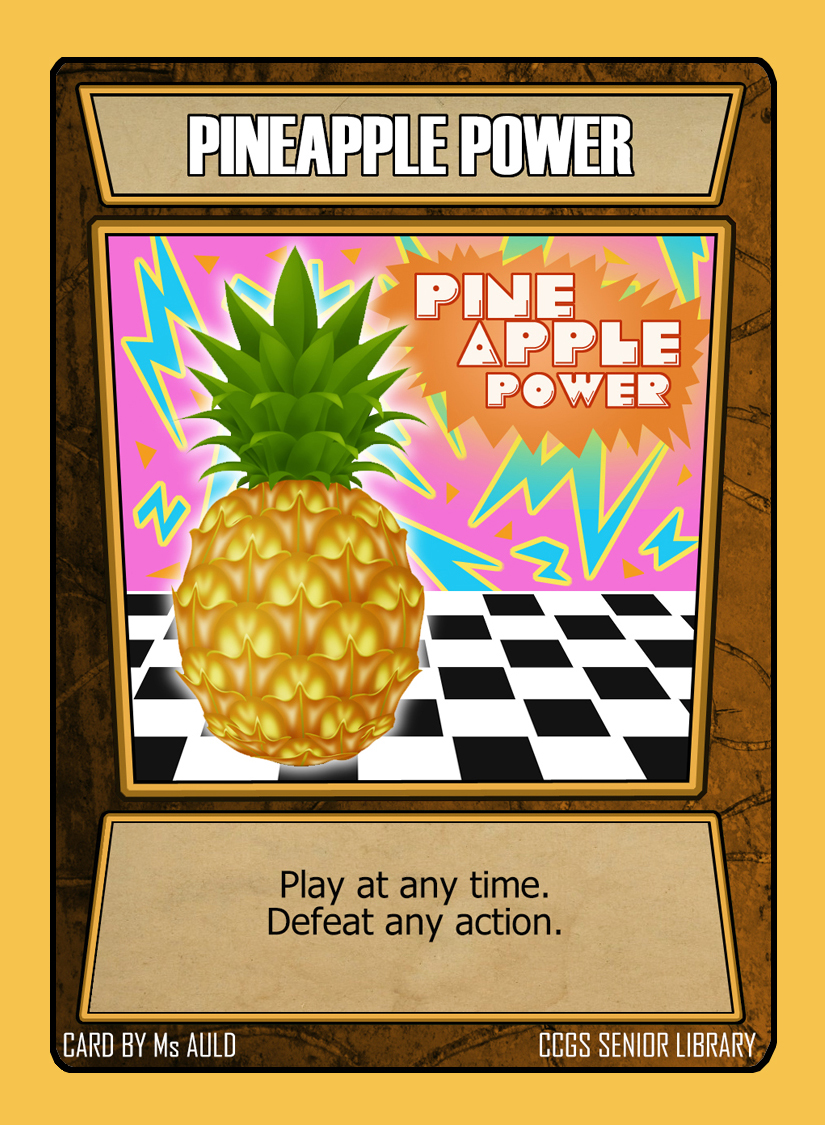 PINEAPPLE POWER
PINE
APPLE
POWER
Play at any time.
Defeat any action.
CARD BY Ms AULD
CCGS SENIOR LIBRARY